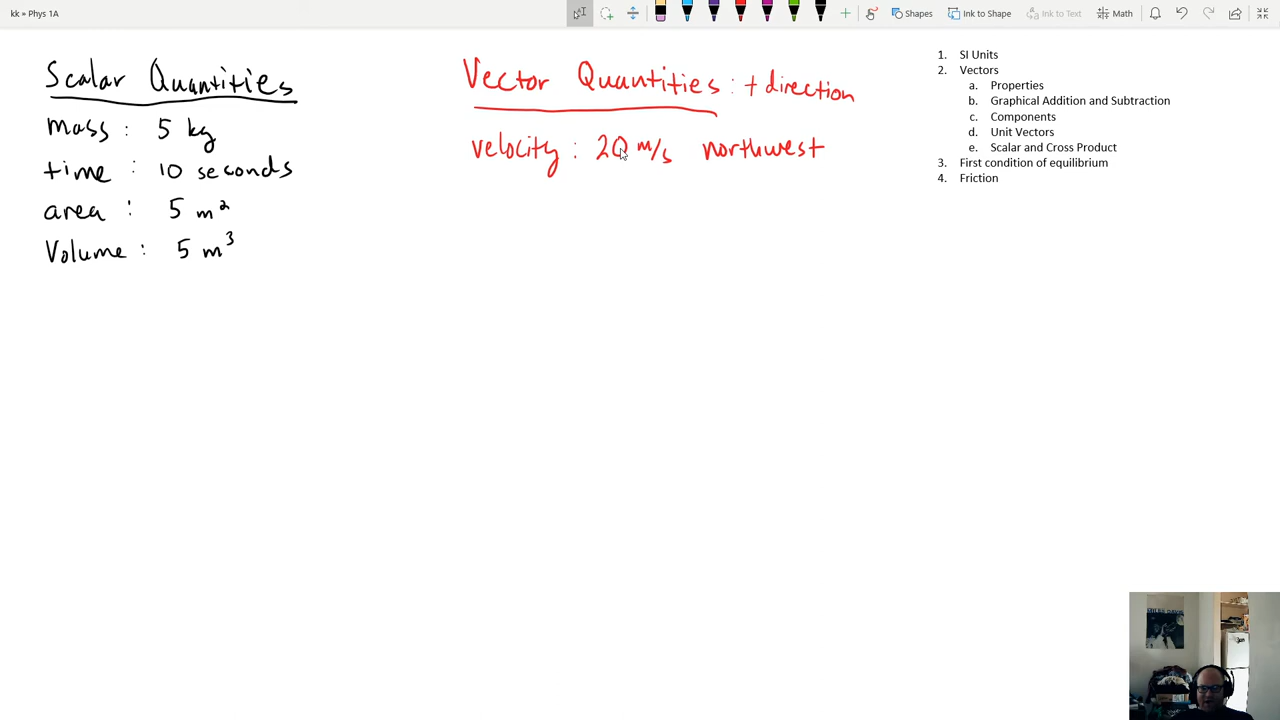 kk » Phys 1A
Shapes
Ink to Shape
Ink to Text
Math
Scalar Quantities
mass : 5 kg
time : 10 seconds
area : 5 m²
Volume : 5 m³
Vector Quantities : + direction
velocity : 20 m/s northwest
1. SI Units
2. Vectors
a. Properties
b. Graphical Addition and Subtraction
c. Components
d. Unit Vectors
e. Scalar and Cross Product
3. First condition of equilibrium
4. Friction